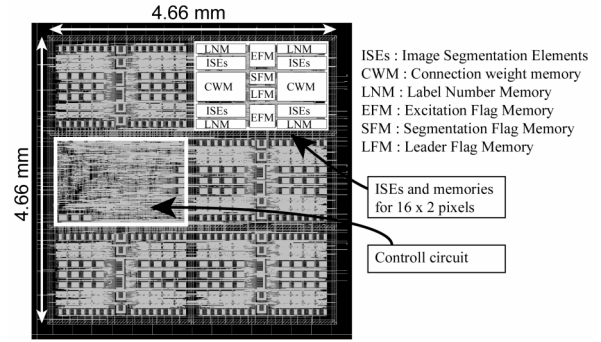 4.66 mm
4.66 mm
LNM
EFM
LNM
ISEs
ISEs
CWM
SFM
CWM
LFM
ISEs
EFM
ISEs
LNM
LNM
ISEs : Image Segmentation Elements
CWM : Connection weight memory
LNM : Label Number Memory
EFM : Excitation Flag Memory
SFM : Segmentation Flag Memory
LFM : Leader Flag Memory
ISEs and memories
for 16 x 2 pixels
Controll circuit